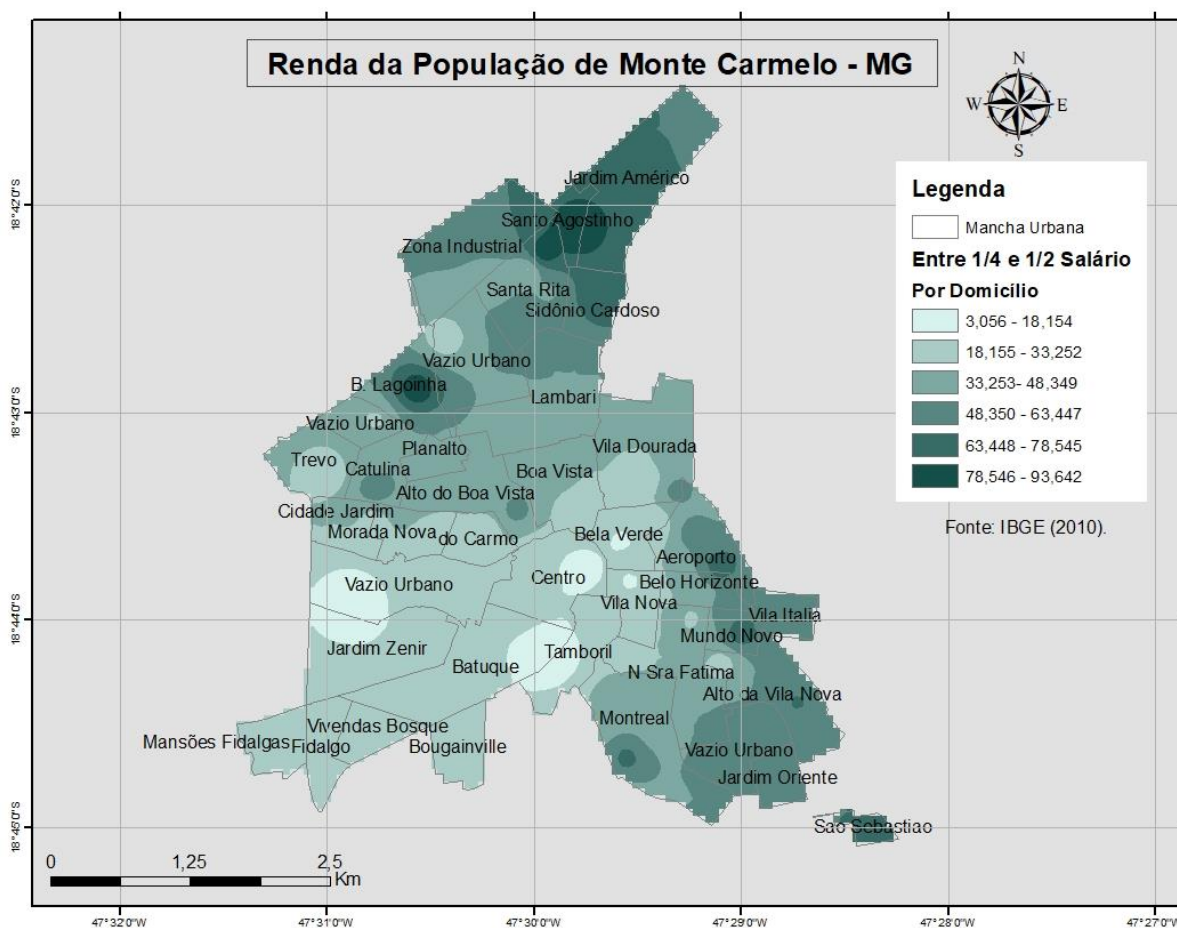 Renda da População de Monte Carmelo - MG
N
W E
S
Legenda
Mancha Urbana
Entre 1/4 e 1/2 Salário
Por Domicílio
3,056 - 18,154
18,155 - 33,252
33,253- 48,349
48,350 - 63,447
63,448 - 78,545
78,546 - 93,642
Fonte: IBGE (2010).
Jardim Américo
Santo Agostinho
Zona Industrial
Santa Rita
Sidônio Cardoso
Vazio Urbano
B. Lagoinha
Lambari
Vazio Urbano
Planalto
Vila Dourada
Trevo
Catulina
Boa Vista
Alto do Boa Vista
Cidade Jardim
Morada Nova
do Carmo
Bela Verde
Aeroporto
Vazio Urbano
Centro
Belo Horizonte
Vila Nova
Vila Italia
Mundo Novo
Jardim Zenir
Tamboril
Batuque
N Sra Fatima
Alto da Vila Nova
Montreal
Vivendas Bosque
Mansões Fidalgas
Fidalgo
Bougainville
Vazio Urbano
Jardim Oriente
Sao Sebastiao
18°42'0"S
18°43'0"S
18°44'0"S
18°45'0"S
0 1,25 2,5
Km
47°32'0"W
47°31'0"W
47°30'0"W
47°29'0"W
47°28'0"W
47°27'0"W